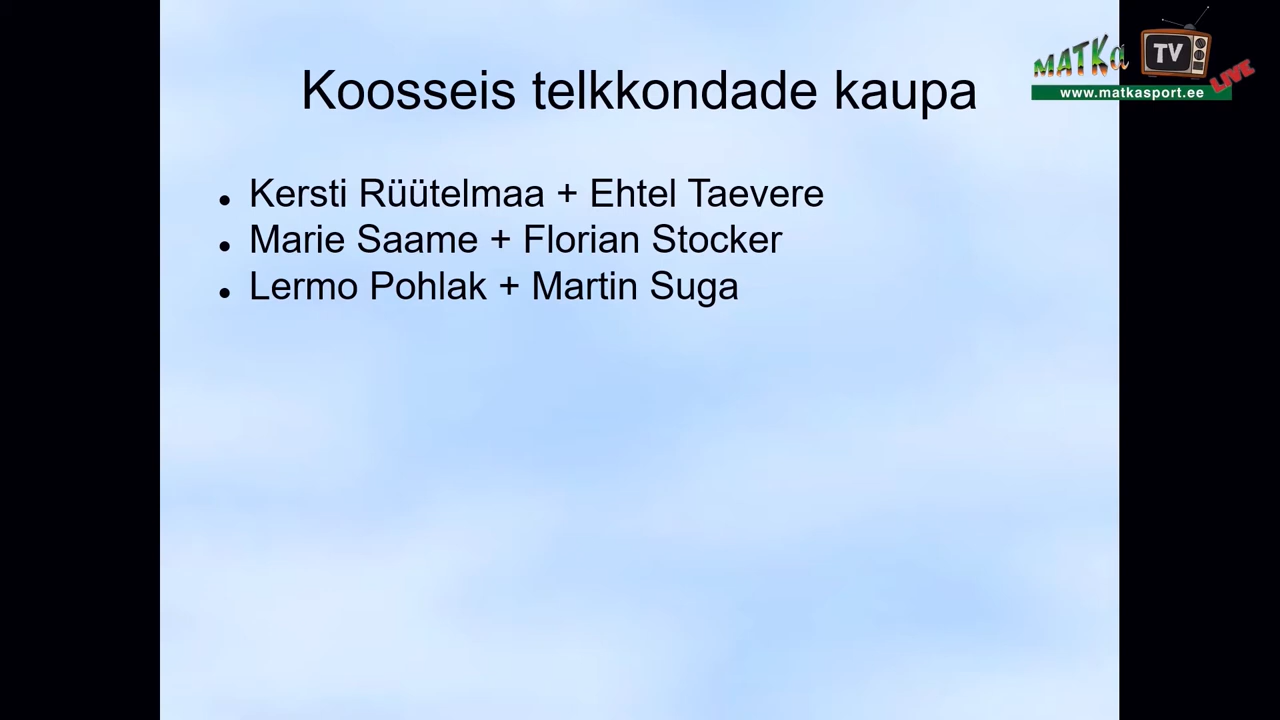 MATKa TV LIVE
www.matkasport.ee
Koosseis telkkondade kaupa
Kersti Rüütelmaa + Ehtel Taevere
Marie Saame + Florian Stocker
Lermo Pohlak + Martin Suga